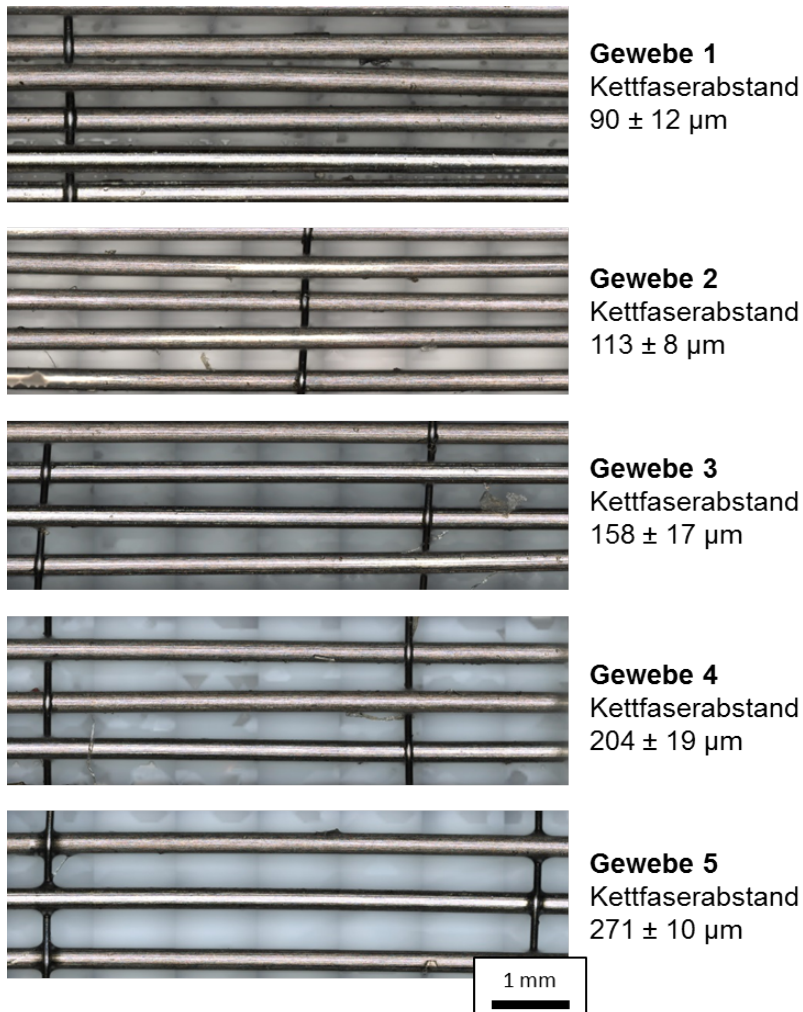 Gewebe 1
Kettfaserabstand
90 ± 12 µm
Gewebe 2
Kettfaserabstand
113 ± 8 µm
Gewebe 3
Kettfaserabstand
158 ± 17 µm
Gewebe 4
Kettfaserabstand
204 ± 19 µm
Gewebe 5
Kettfaserabstand
271 ± 10 µm
1 mm